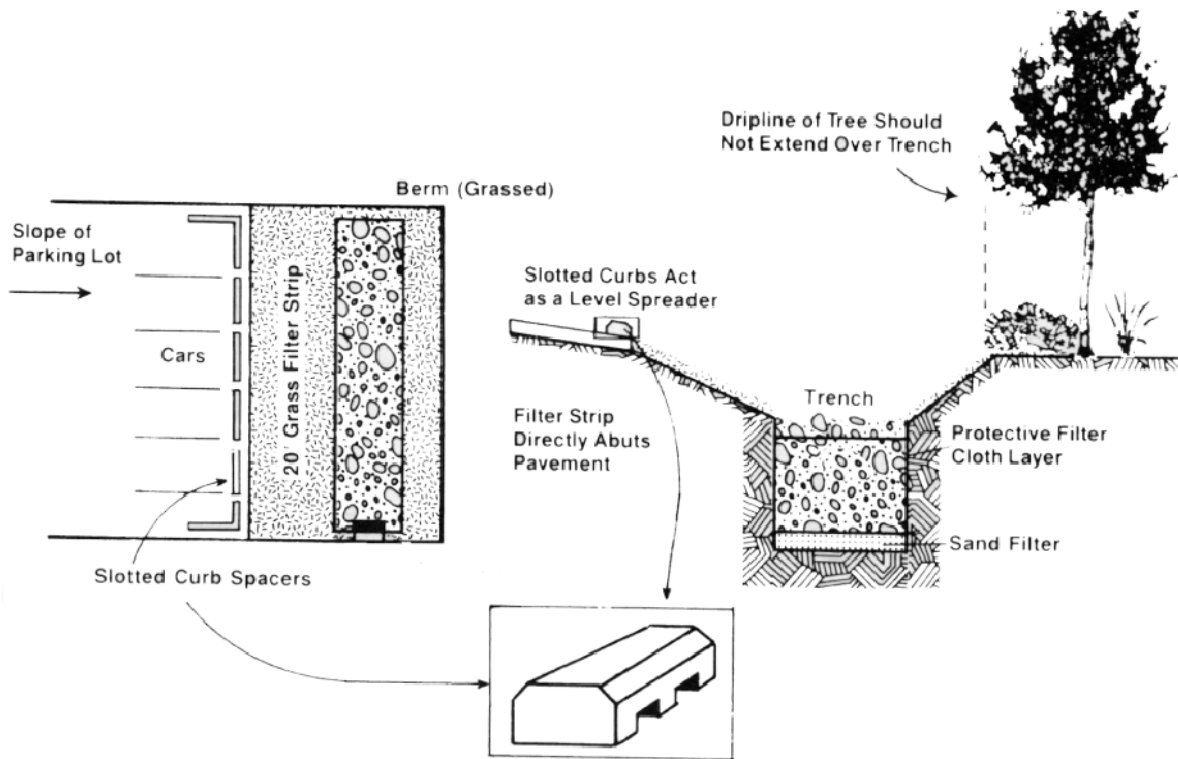 Dripline of Tree Should
Not Extend Over Trench
Berm (Grassed)
Slope of
Parking Lot
Slotted Curbs Act
as a Level Spreader
20' Grass Filter Strip
Cars
Trench
Filter Strip
Directly Abuts
Pavement
Protective Filter
Cloth Layer
Sand Filter
Slotted Curb Spacers